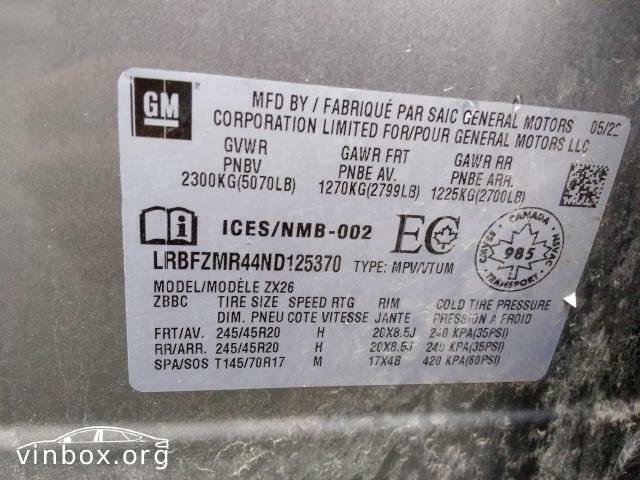 GM
MFD BY / FABRIQUÉ PAR SAIC GENERAL MOTORS 05/22
CORPORATION LIMITED FOR/POUR GENERAL MOTORS LLC
GVWR GAWR FRT GAWR RR
PNBV PNBE AV. PNBE ARR.
2300KG(5070LB) 1270KG(2799LB) 1225KG(2700LB)
ICES/NMB-002 EC
CANADA
985
CMVSS NSVAC
TRANSPORT
LRBFZMR44ND125370 TYPE: MPV/VTUM
MODEL/MODÈLE ZX26
ZBBC TIRE SIZE SPEED RTG RIM COLD TIRE PRESSURE
DIM. PNEU COTE VITESSE JANTE PRESSION A FROID
FRT/AV. 245/45R20 H 20X8.5J 240 KPA(35PSI)
RR/ARR. 245/45R20 H 20X8.5J 240 KPA(35PSI)
SPA/SOS T145/70R17 M 17X4B 420 KPA(60PSI)
vinbox.org